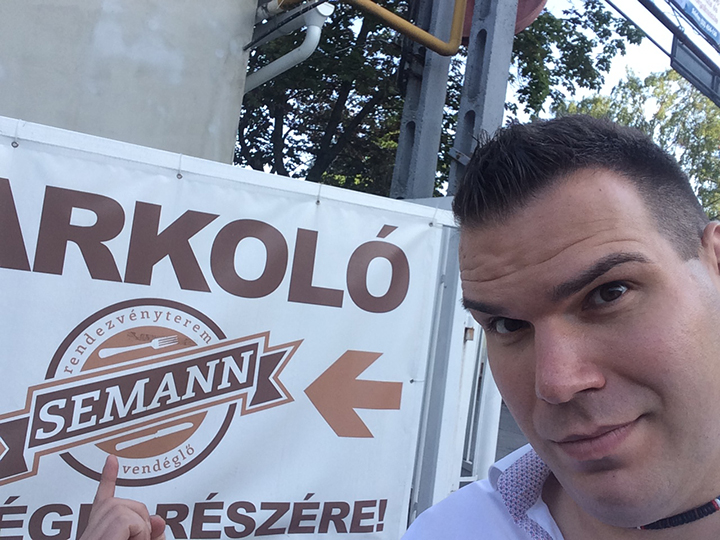 ARKOLÓ
rendezvényterem
SEMANN
vendéglő
RÉSZÉRE!